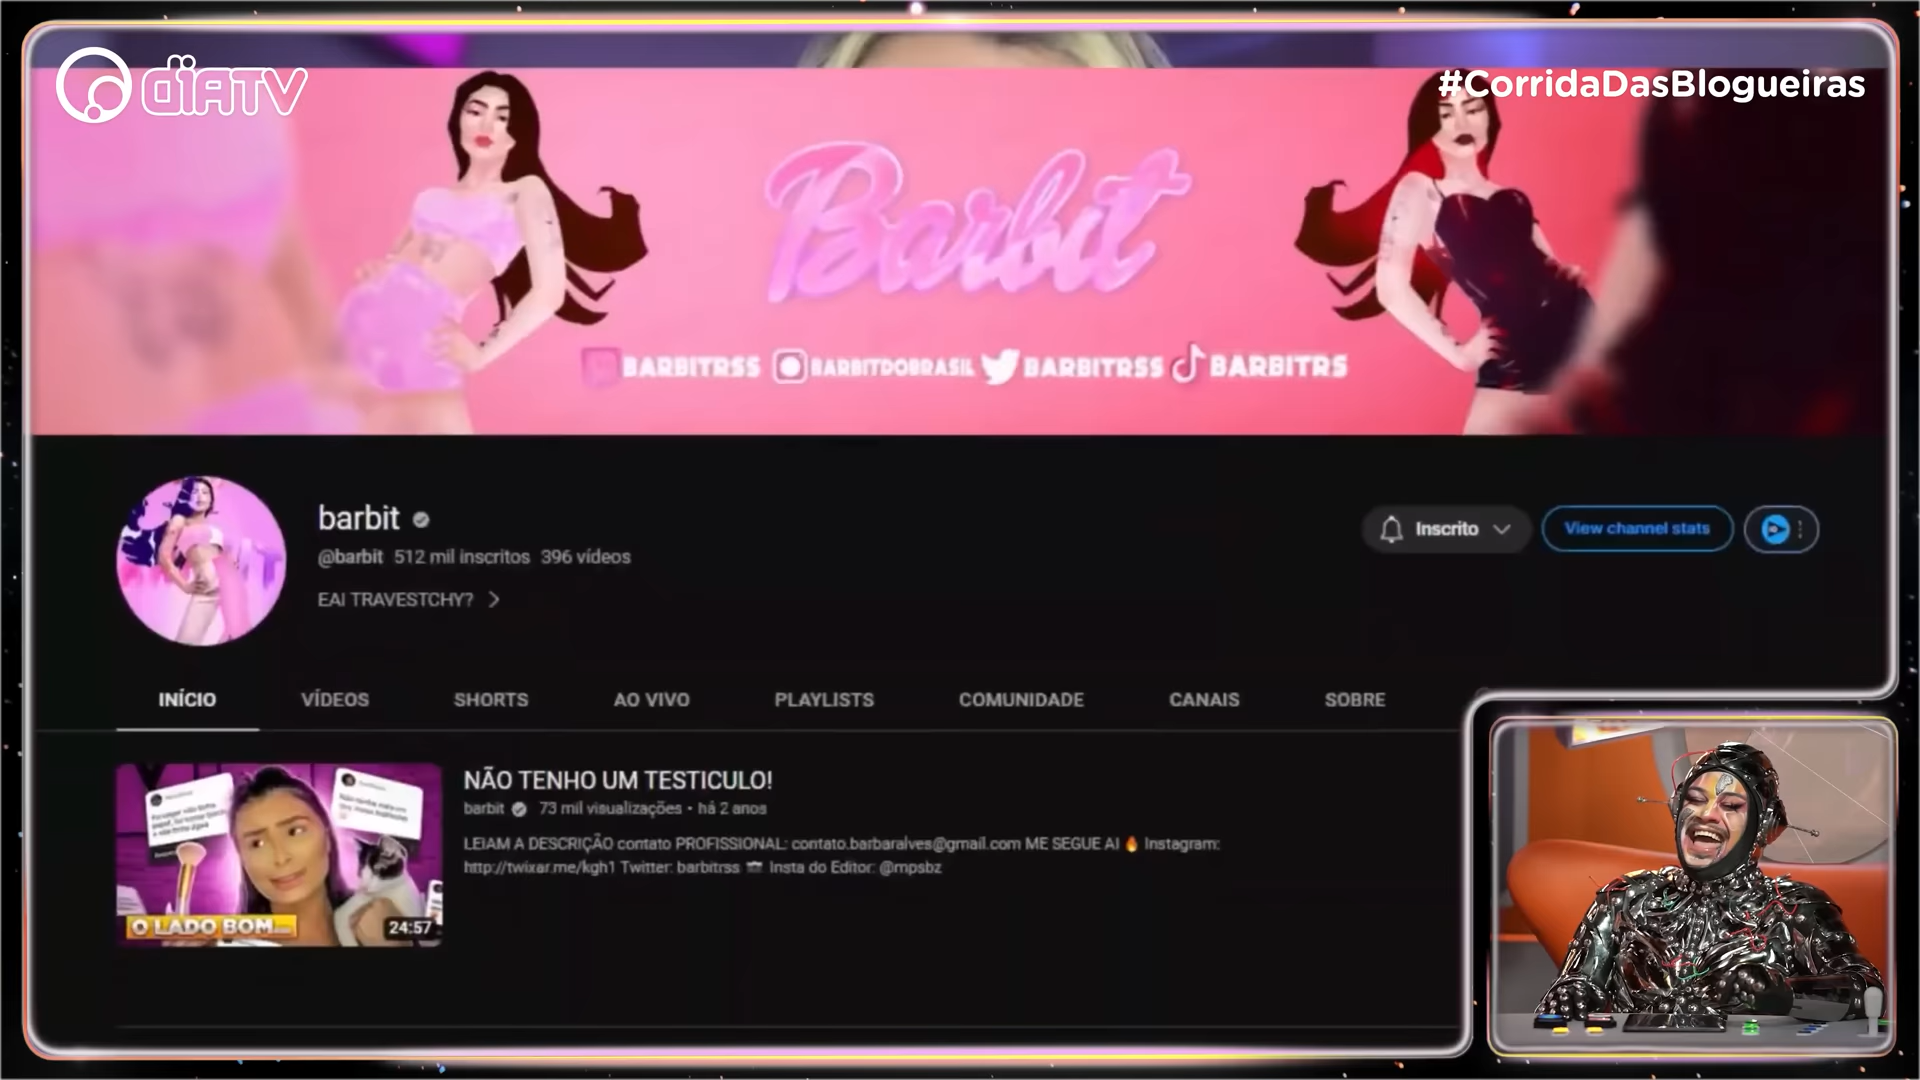 diATV
#CorridaDasBlogueiras
Barbit
BARBITRSS BARBITDOBRASIL BARBITRSS BARBITRS
barbit
@barbit 512 mil inscritos 396 vídeos
EAI TRAVESTCHY?
Inscrito
View channel stats
INÍCIO VÍDEOS SHORTS AO VIVO PLAYLISTS COMUNIDADE CANAIS SOBRE
O LADO BOM...
24:57
NÃO TENHO UM TESTICULO!
barbit 73 mil visualizações • há 2 anos
LEIAM A DESCRIÇÃO contato PROFISSIONAL: contato.barbaralves@gmail.com ME SEGUE AI 🔥 Instagram:
http://twixar.me/kgh1 Twitter: barbitrss Insta do Editor: @mpsbz